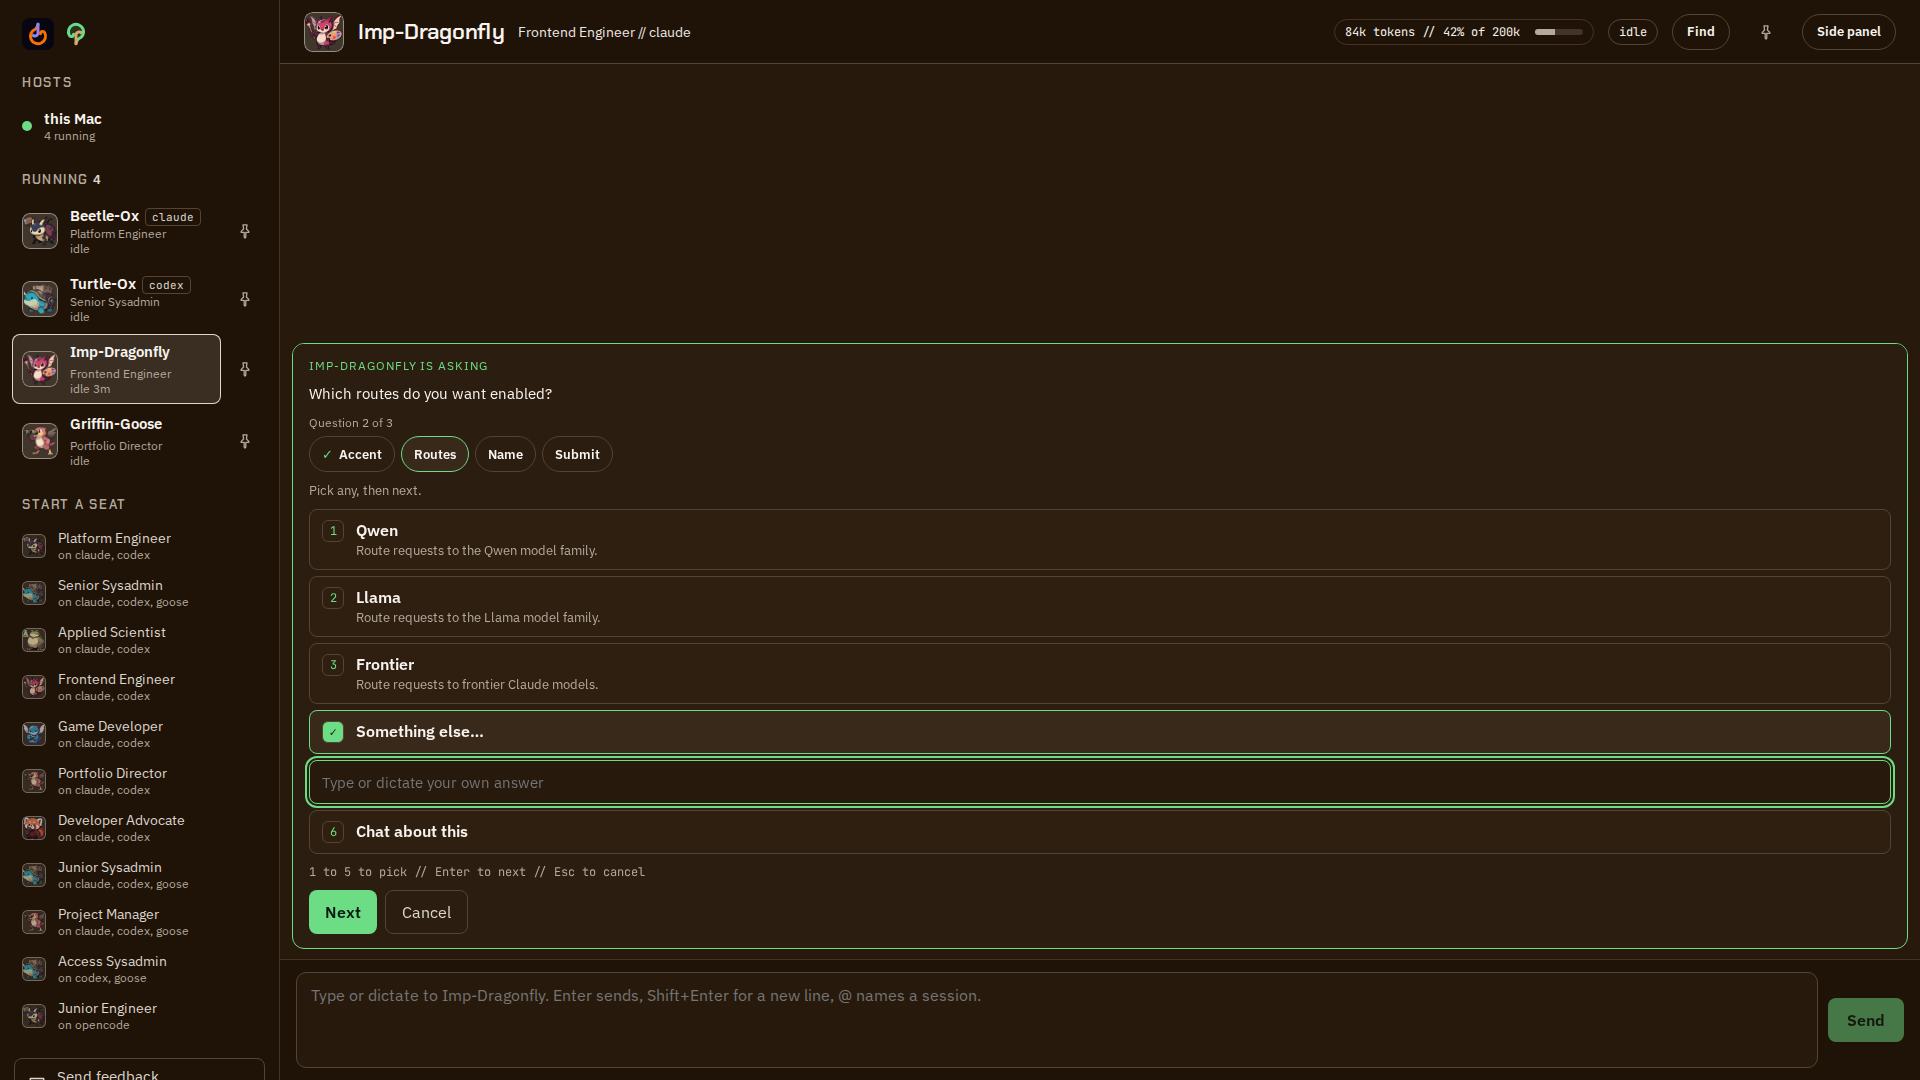 HOSTS
this Mac
4 running
RUNNING 4
Beetle-Ox claude
Platform Engineer
idle
Turtle-Ox codex
Senior Sysadmin
idle
Imp-Dragonfly
Frontend Engineer
idle 3m
Griffin-Goose
Portfolio Director
idle
START A SEAT
Platform Engineer
on claude, codex
Senior Sysadmin
on claude, codex, goose
Applied Scientist
on claude, codex
Frontend Engineer
on claude, codex
Game Developer
on claude, codex
Portfolio Director
on claude, codex
Developer Advocate
on claude, codex
Junior Sysadmin
on claude, codex, goose
Project Manager
on claude, codex, goose
Access Sysadmin
on codex, goose
Junior Engineer
on opencode
Send feedback
Imp-Dragonfly Frontend Engineer // claude
84k tokens // 42% of 200k
idle
Find
Side panel
IMP-DRAGONFLY IS ASKING
Which routes do you want enabled?
Question 2 of 3
✓ Accent Routes Name Submit
Pick any, then next.
1 Qwen
Route requests to the Qwen model family.
2 Llama
Route requests to the Llama model family.
3 Frontier
Route requests to frontier Claude models.
✓ Something else...
Type or dictate your own answer
6 Chat about this
1 to 5 to pick // Enter to next // Esc to cancel
Next Cancel
Type or dictate to Imp-Dragonfly. Enter sends, Shift+Enter for a new line, @ names a session.
Send